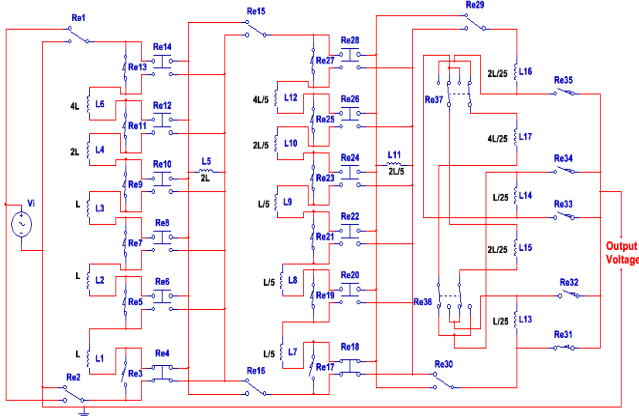 Re1
Re15
Re29
Re14
Re28
Re13
Re27
L16
2L/25
Re35
Re37
4L
L6
Re12
4L/5
L12
Re26
Re11
Re25
L17
4L/25
2L
L4
2L/5
L10
Re10
L5
2L
Re24
L11
2L/5
Re34
Re9
Re23
L
L3
L/5
L9
L14
L/25
Re33
Vi
Re8
Re22
Re7
Re21
L15
2L/25
Output
Voltage
L
L2
Re6
L/5
L8
Re20
Re5
Re19
Re36
Re32
L13
L/25
L
L1
Re4
L/5
L7
Re18
Re31
Re3
Re17
Re2
Re16
Re30